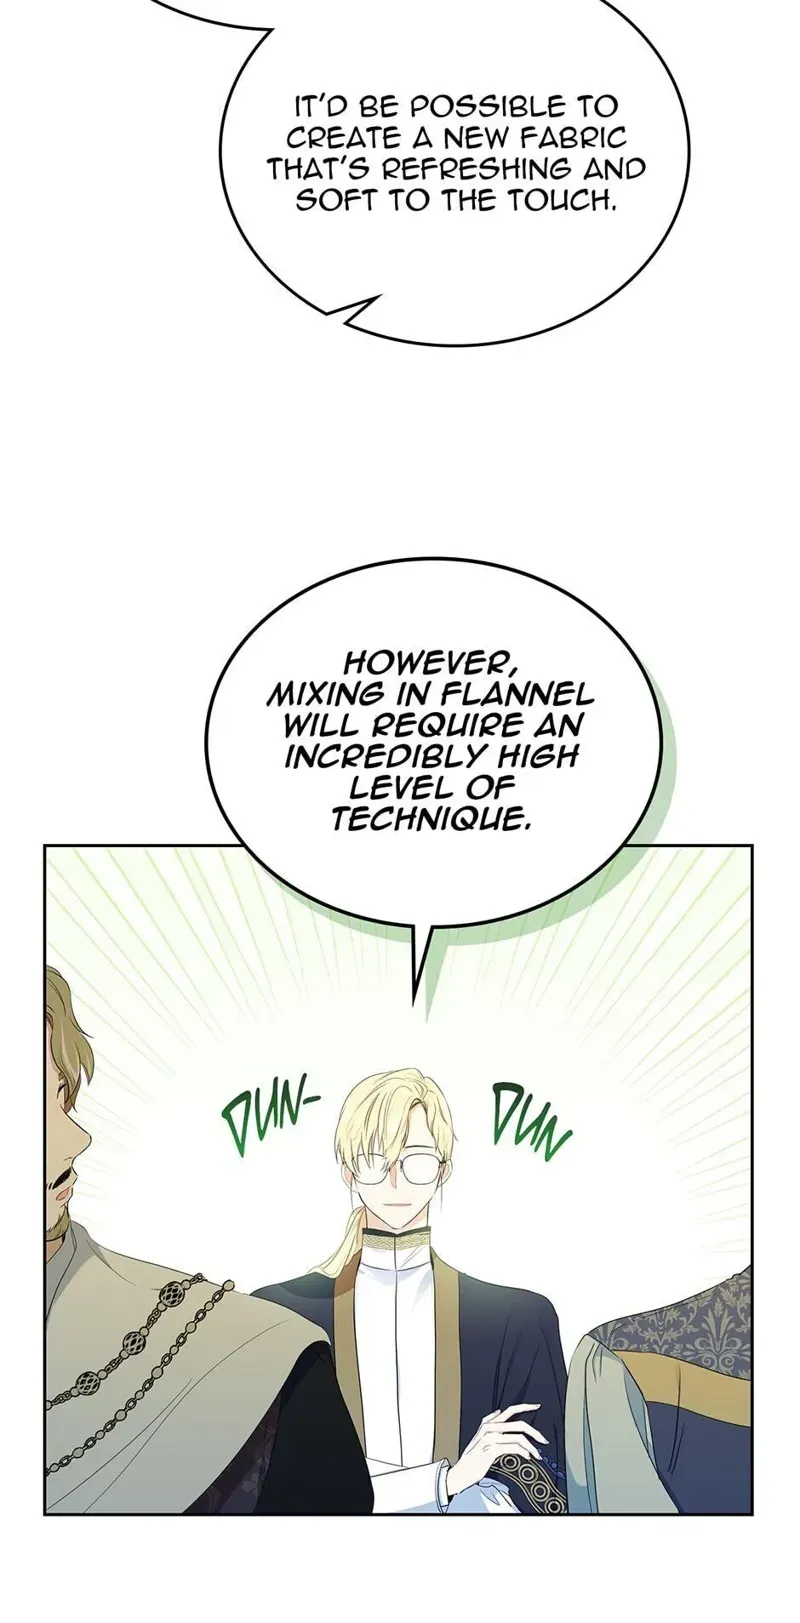 IT'D BE POSSIBLE TO
CREATE A NEW FABRIC
THAT'S REFRESHING AND
SOFT TO THE TOUCH.
HOWEVER,
MIXING IN FLANNEL
WILL REQUIRE AN
INCREDIBLY HIGH
LEVEL OF
TECHNIQUE.
DUN-
DUN